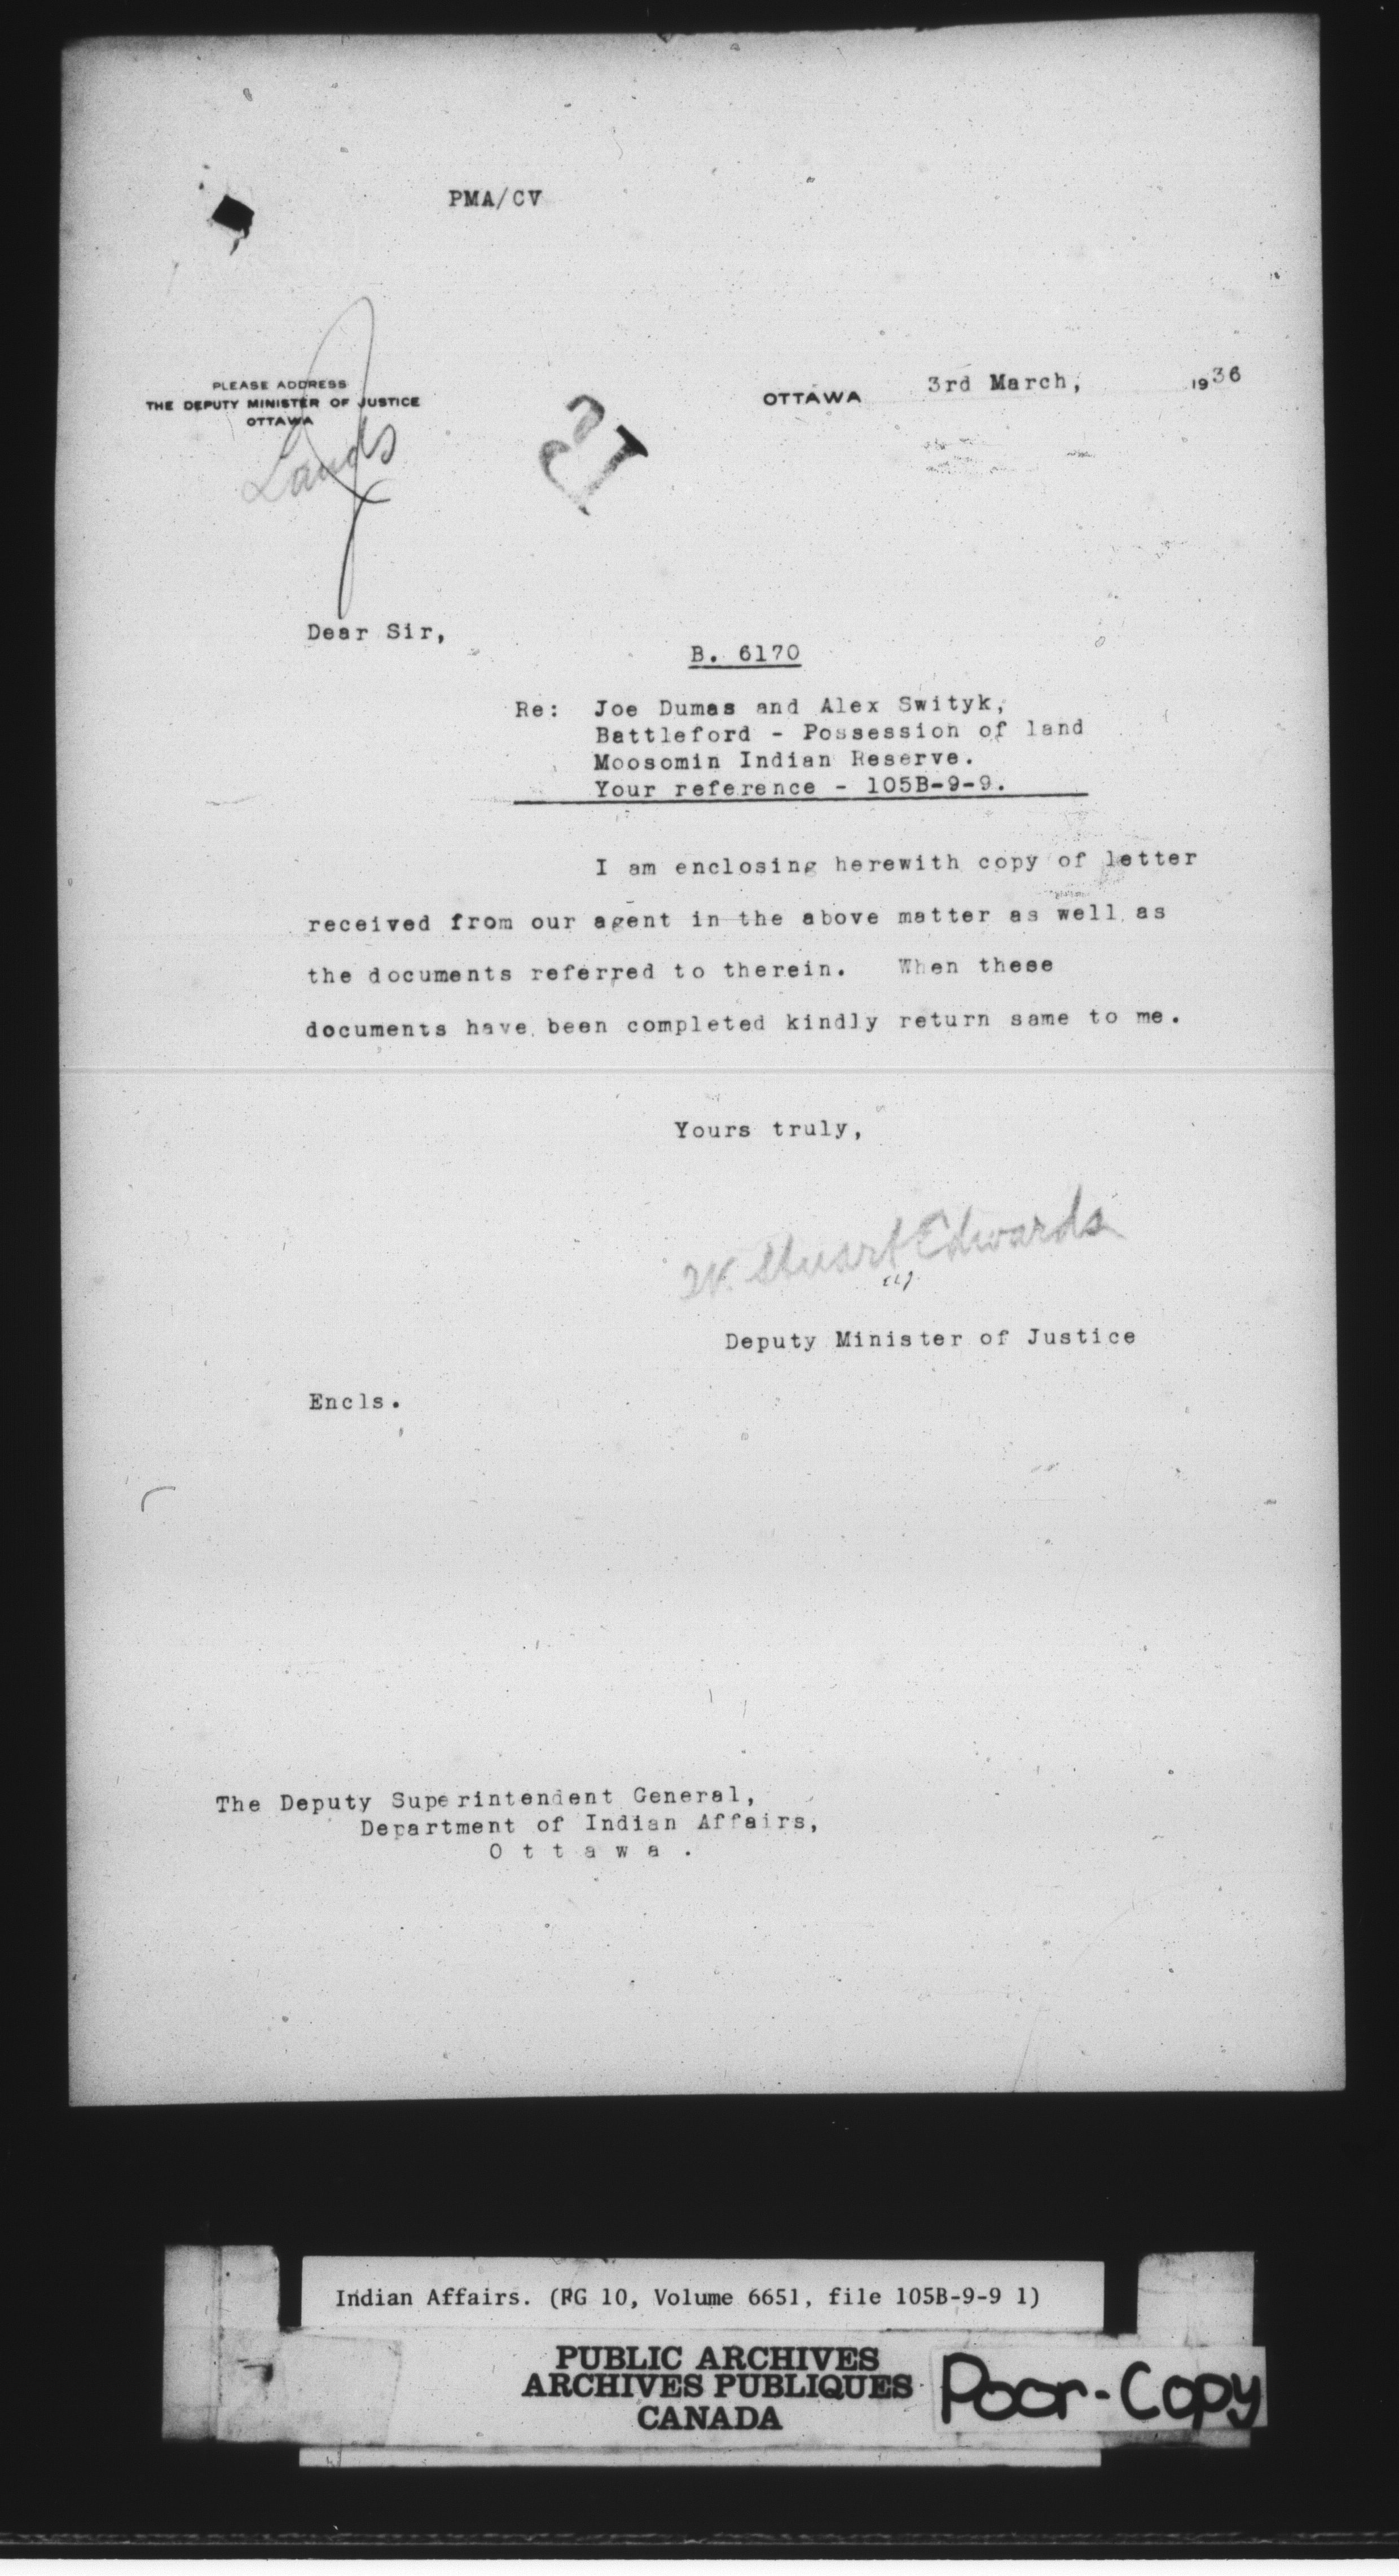 PMA/CV
PLEASE ADDRESS
THE DEPUTY MINISTER OF JUSTICE
OTTAWA
OTTAWA 3rd March, 1936
Lands
Dear Sir,
B. 6170
Re: Joe Dumas and Alex Swityk,
Battleford - Possession of land
Moosomin Indian Reserve.
Your reference - 105B-9-9.
I am enclosing herewith copy of letter
received from our agent in the above matter as well as
the documents referred to therein. When these
documents have been completed kindly return same to me.
Yours truly,
W. Stuart Edwards
Deputy Minister of Justice
Encls.
The Deputy Superintendent General,
Department of Indian Affairs,
O t t a w a .
Indian Affairs. (RG 10, Volume 6651, file 105B-9-9 1)
PUBLIC ARCHIVES
ARCHIVES PUBLIQUES
CANADA
Poor-Copy